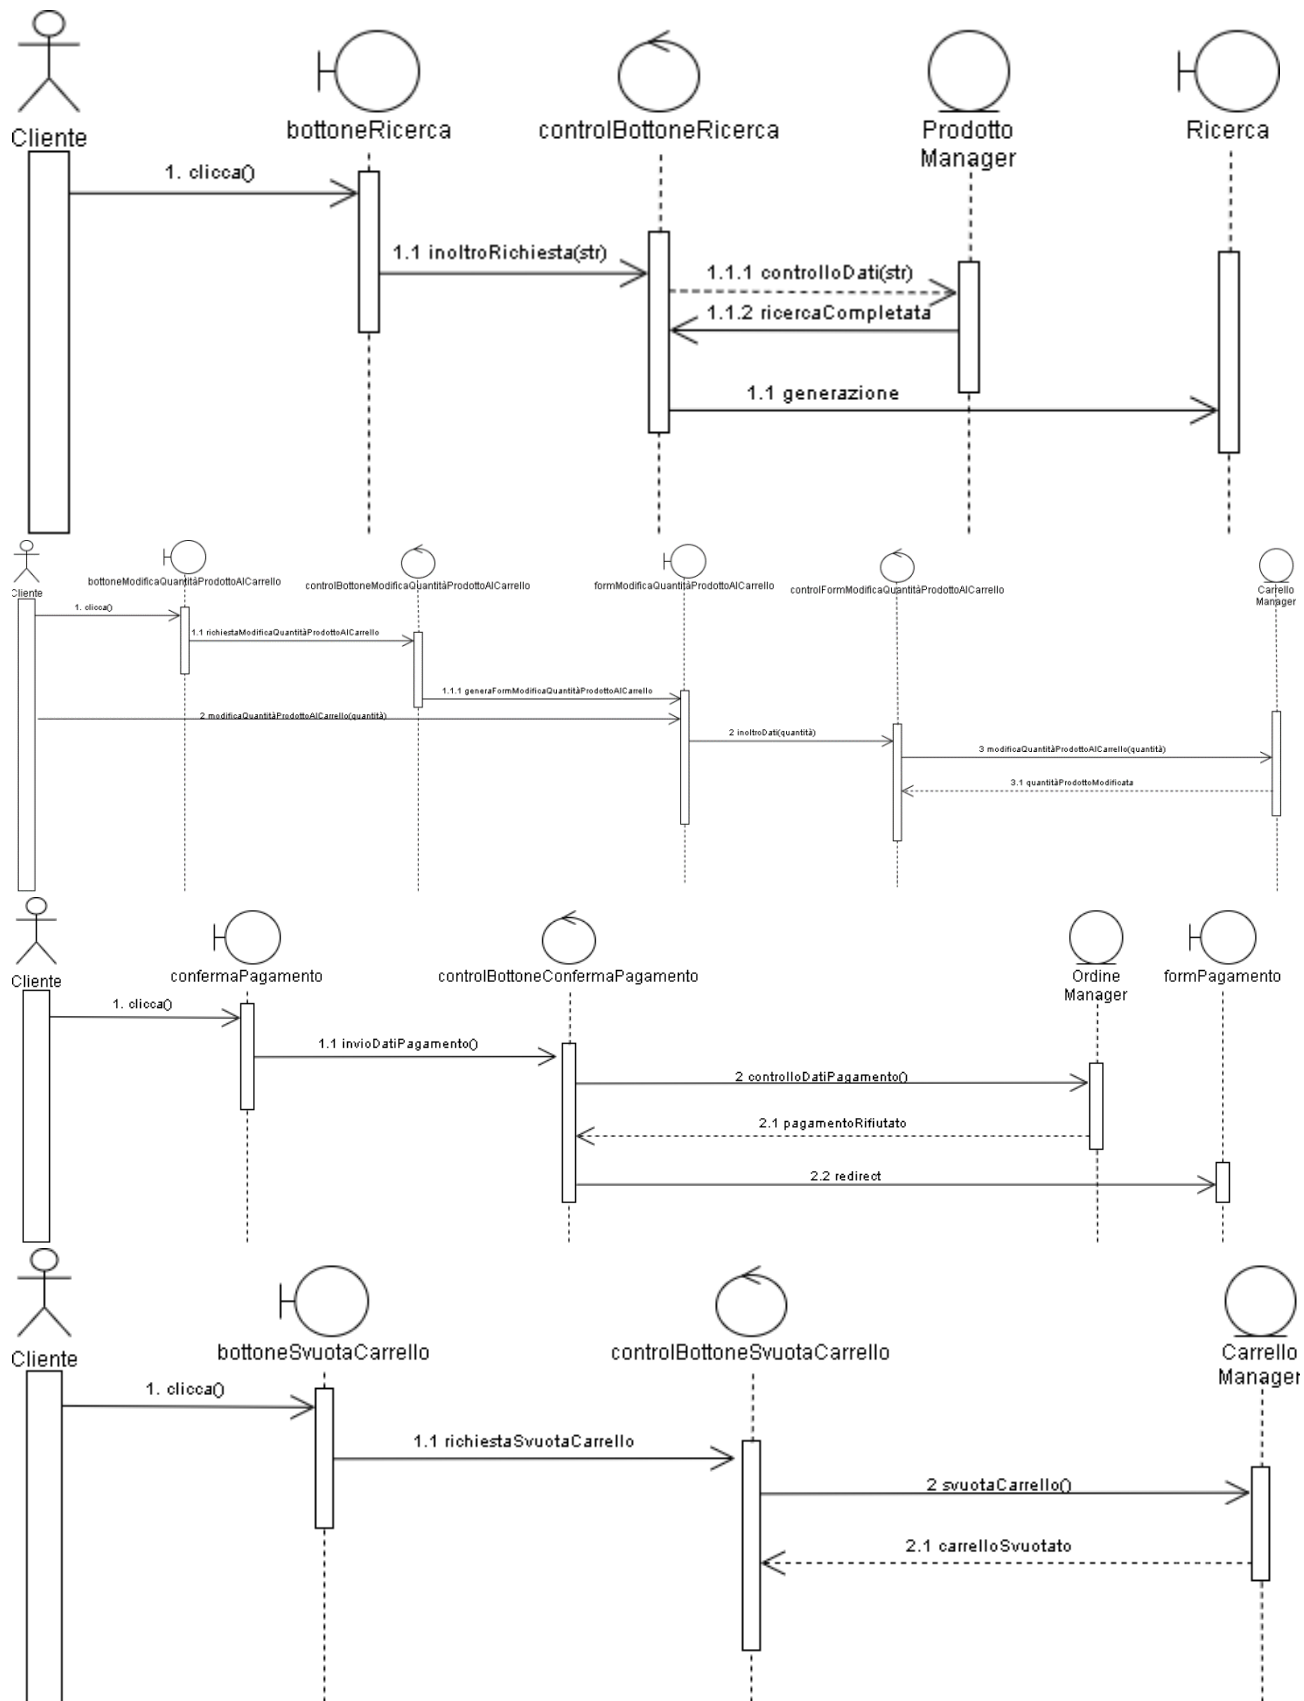 Cliente
bottoneRicerca
controlBottoneRicerca
Prodotto
Manager
Ricerca
1. clicca()
1.1 inoltroRichiesta(str)
1.1.1 controlloDati(str)
1.1.2 ricercaCompletata
1.1 generazione
Cliente
bottoneModificaQuantitàProdottoAlCarrello
controlBottoneModificaQuantitàProdottoAlCarrello
formModificaQuantitàProdottoAlCarrello
controlFormModificaQuantitàProdottoAlCarrello
Carrello
Manager
1. clicca()
1.1 richiestaModificaQuantitàProdottoAlCarrello
1.1.1 generaFormModificaQuantitàProdottoAlCarrello
2 modificaQuantitàProdottoAlCarrello(quantità)
2 inoltroDati(quantità)
3 modificaQuantitàProdottoAlCarrello(quantità)
3.1 quantitàProdottoModificata
Cliente
confermaPagamento
controlBottoneConfermaPagamento
Ordine
Manager
formPagamento
1. clicca()
1.1 invioDatiPagamento()
2 controlloDatiPagamento()
2.1 pagamentoRifiutato
2.2 redirect
Cliente
bottoneSvuotaCarrello
controlBottoneSvuotaCarrello
Carrello
Manager
1. clicca()
1.1 richiestaSvuotaCarrello
2 svuotaCarrello()
2.1 carrelloSvuotato